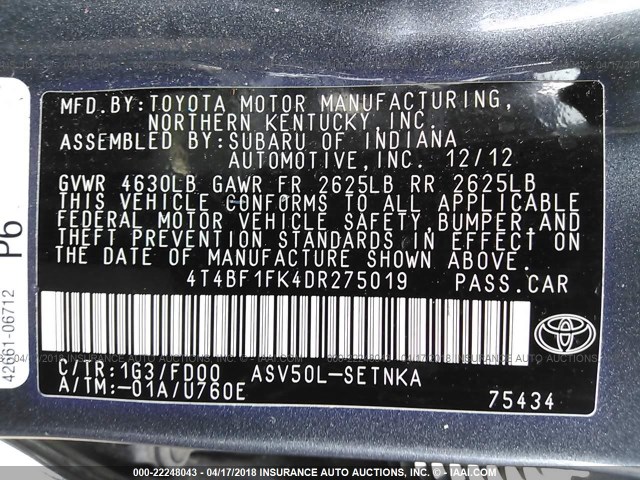 MFD.BY:TOYOTA MOTOR MANUFACTURING,
NORTHERN KENTUCKY,INC.
ASSEMBLED BY:SUBARU OF INDIANA
AUTOMOTIVE,INC. 12/12
GVWR 4630LB GAWR FR 2625LB RR 2625LB
THIS VEHICLE CONFORMS TO ALL APPLICABLE
FEDERAL MOTOR VEHICLE SAFETY,BUMPER,AND
THEFT PREVENTION STANDARDS IN EFFECT ON
THE DATE OF MANUFACTURE SHOWN ABOVE.
4T4BF1FK4DR275019 PASS.CAR
C/TR:1G3/FD00 ASV50L-SETNKA
A/TM:-01A/U760E 75434
P6
42661-06712
000-22248043 - 04/17/2018 INSURANCE AUTO AUCTIONS - WWW.IAAI.COM